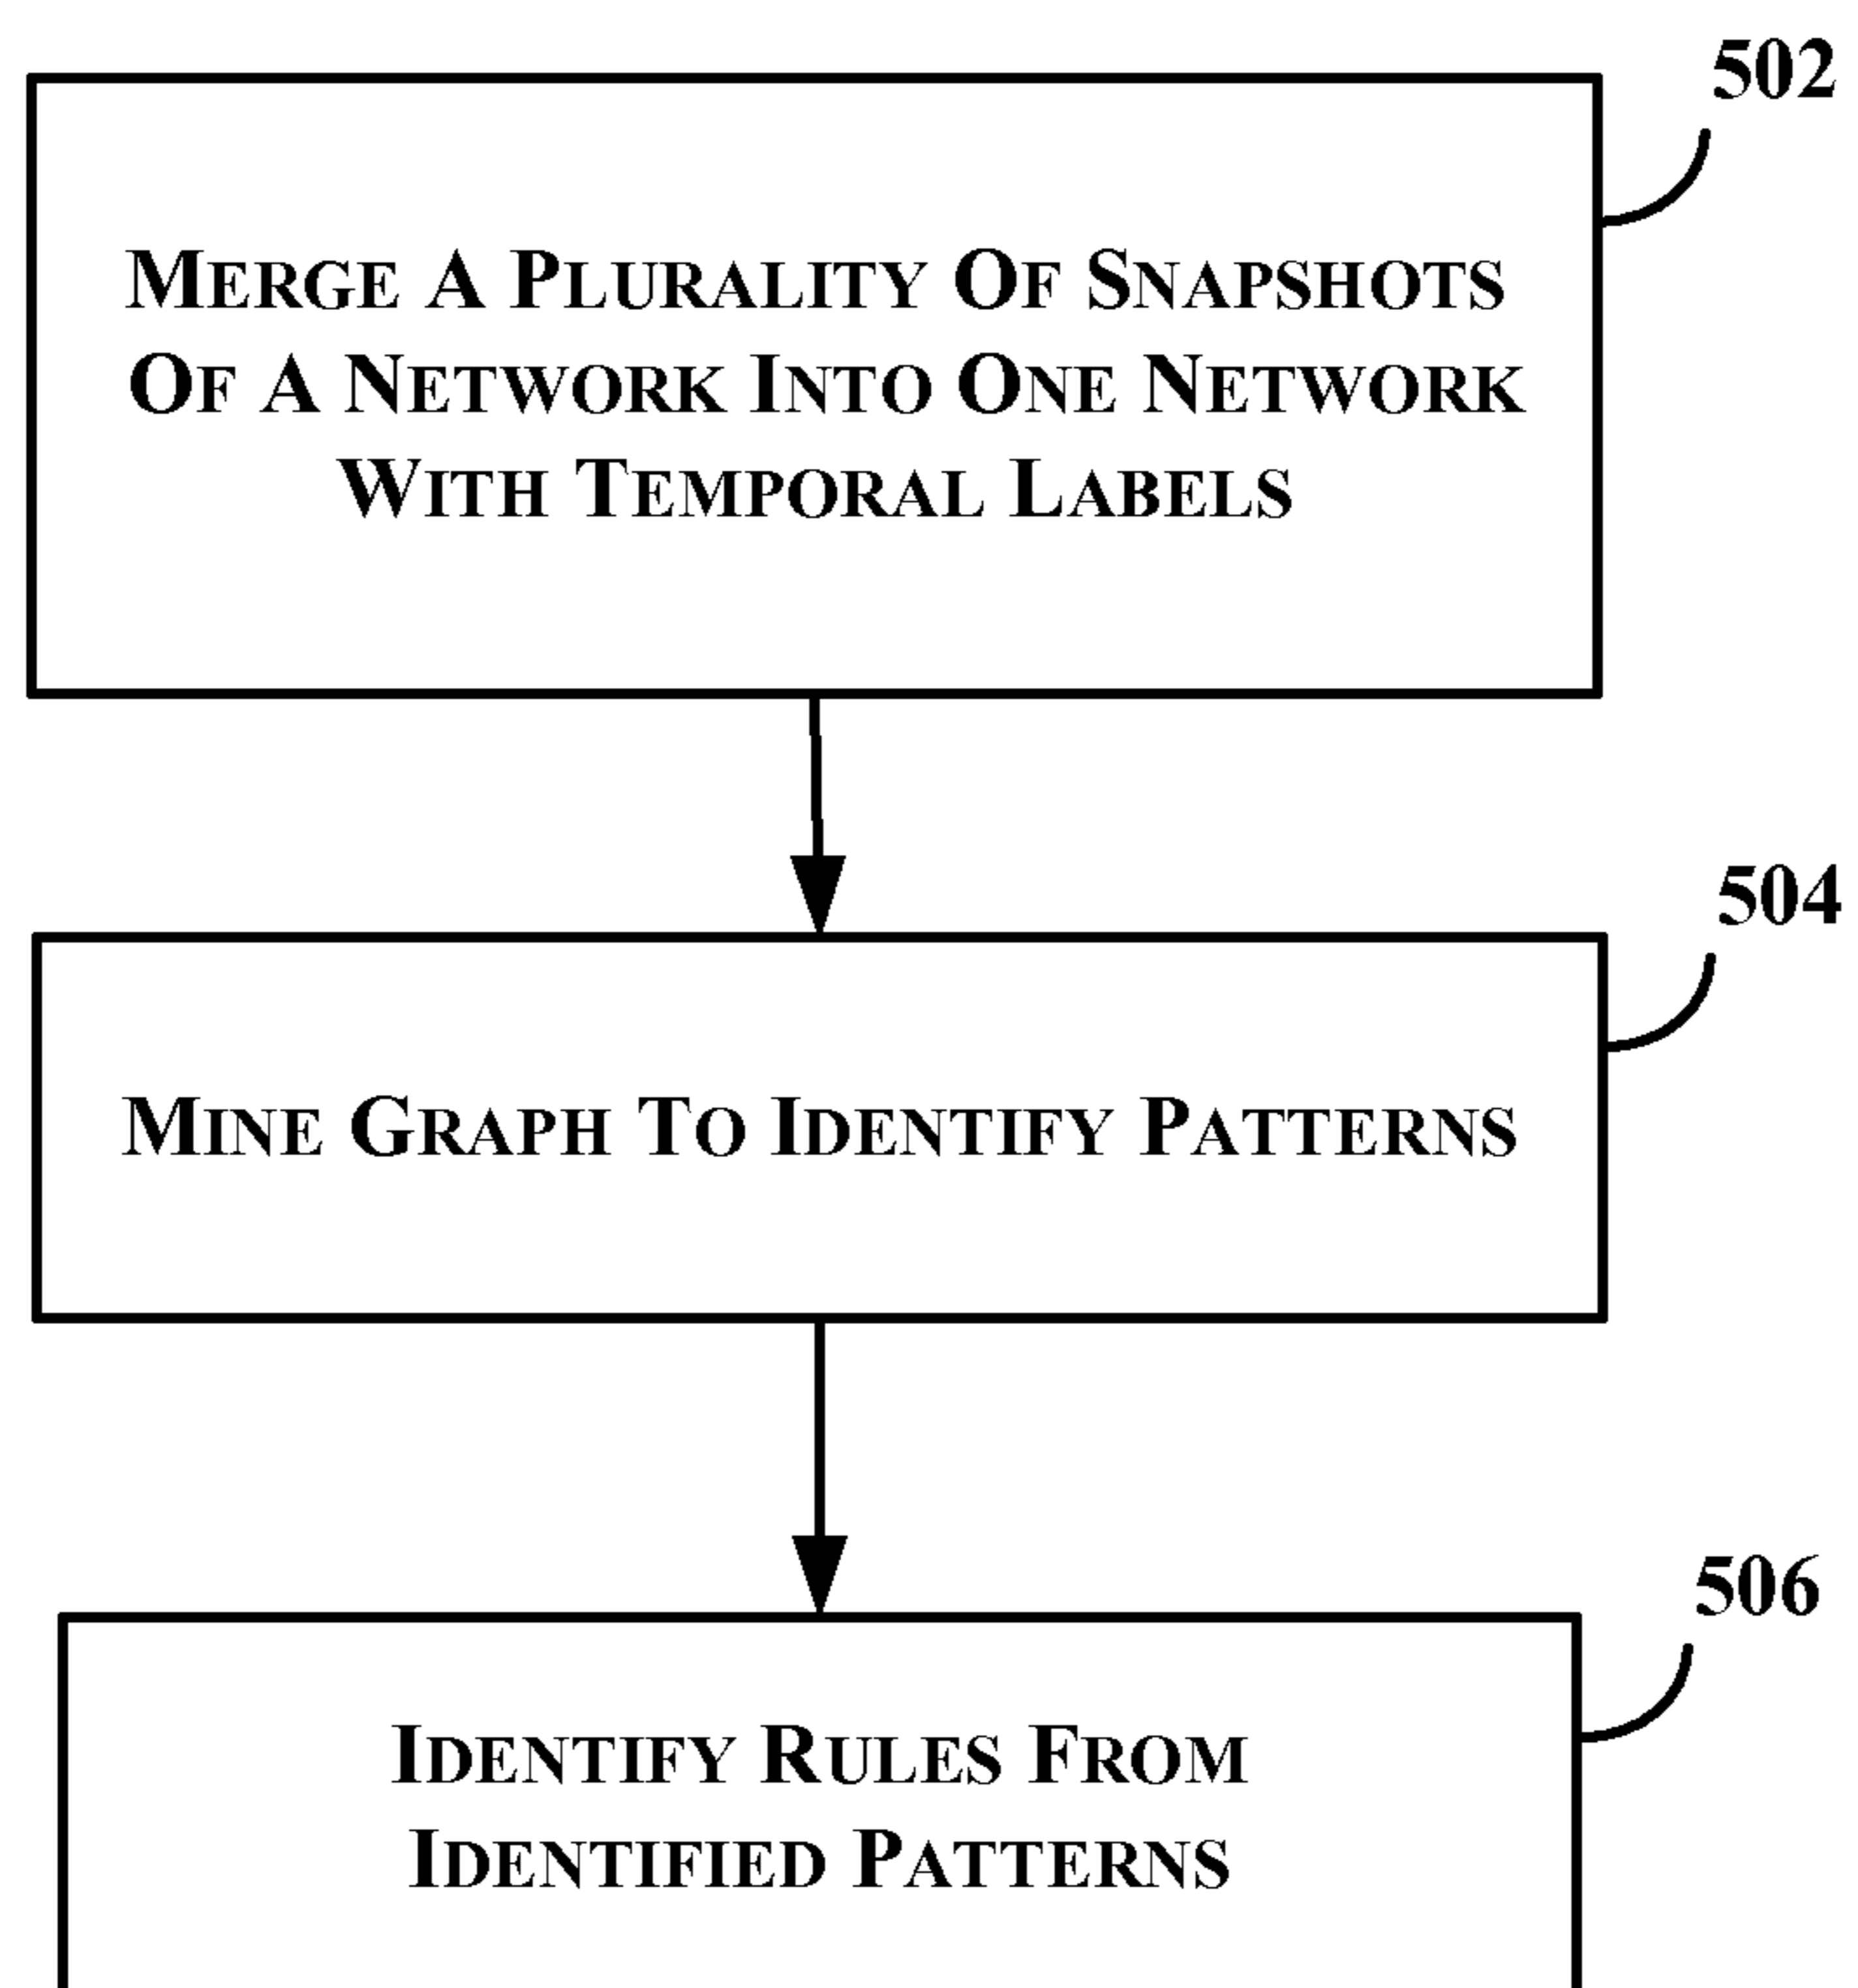 502
MERGE A PLURALITY OF SNAPSHOTS
OF A NETWORK INTO ONE NETWORK
WITH TEMPORAL LABELS
504
MINE GRAPH TO IDENTIFY PATTERNS
506
IDENTIFY RULES FROM
IDENTIFIED PATTERNS